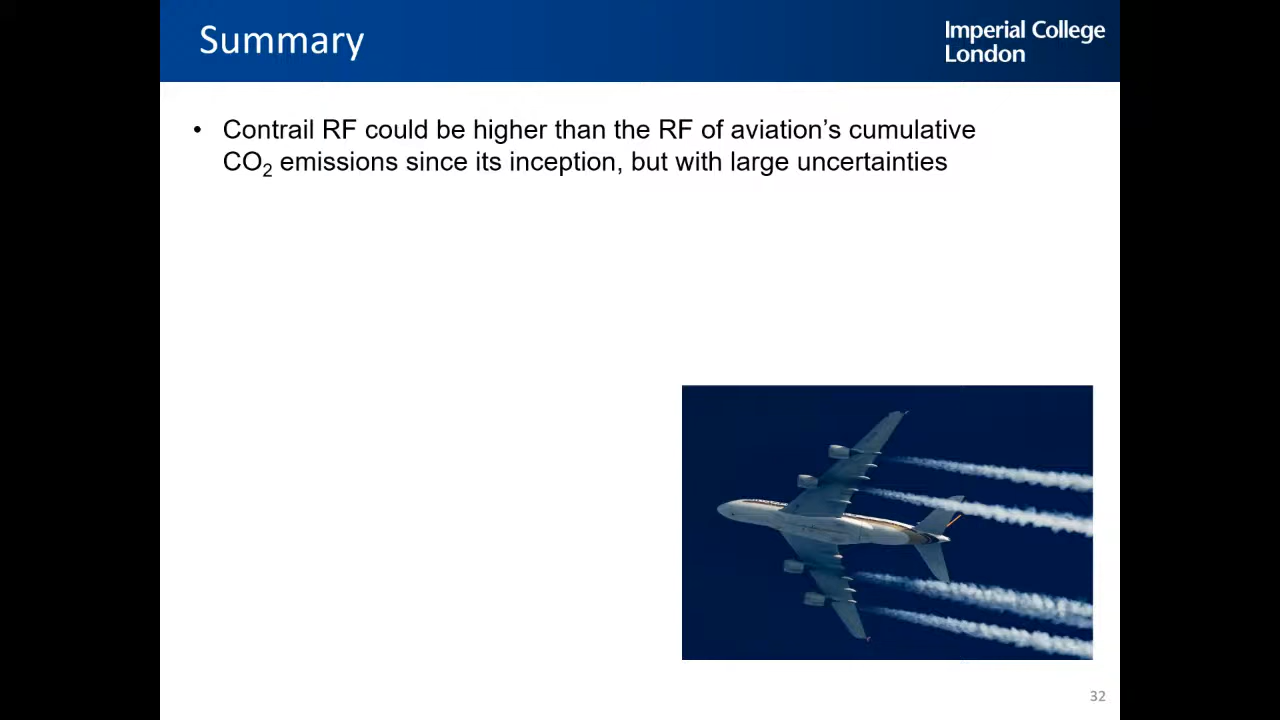 Summary
Imperial College
London
• Contrail RF could be higher than the RF of aviation’s cumulative
CO₂ emissions since its inception, but with large uncertainties
32